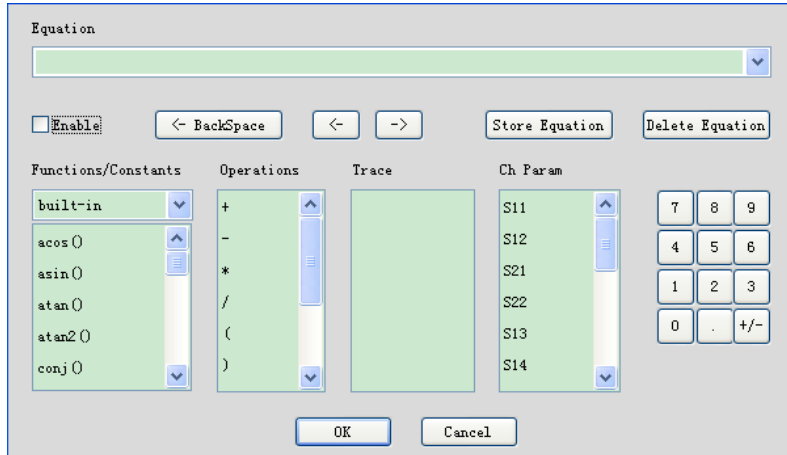 Equation
Enable
<- BackSpace
<-
->
Store Equation
Delete Equation
Functions/Constants
Operations
Trace
Ch Param
built-in
acos()
asin()
atan()
atan2()
conj()
+
-
*
/
(
)
S11
S12
S21
S22
S13
S14
7 8 9
4 5 6
1 2 3
0 . +/-
OK
Cancel